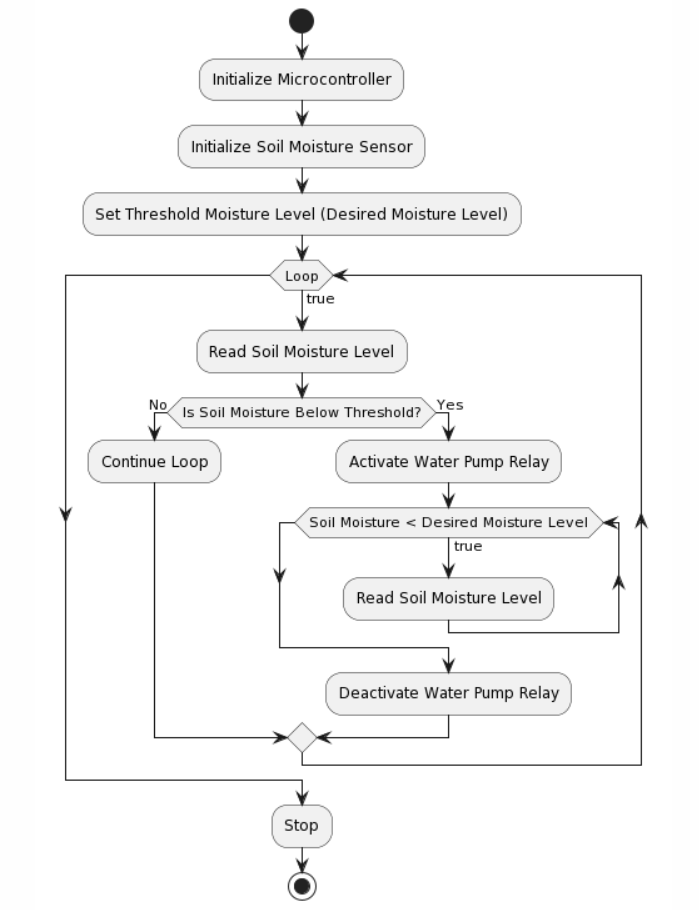 Initialize Microcontroller
Initialize Soil Moisture Sensor
Set Threshold Moisture Level (Desired Moisture Level)
Loop
true
Read Soil Moisture Level
No
Is Soil Moisture Below Threshold?
Yes
Continue Loop
Activate Water Pump Relay
Soil Moisture < Desired Moisture Level
true
Read Soil Moisture Level
Deactivate Water Pump Relay
Stop